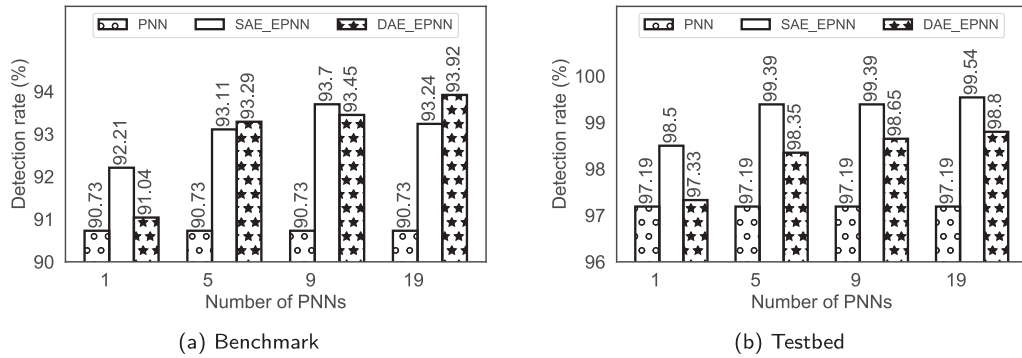 PNN SAE_EPNN DAE_EPNN
Detection rate (%)
94
93
92
91
90
90.73 92.21 91.04
90.73 93.11 93.29
90.73 93.7 93.45
90.73 93.24 93.92
1 5 9 19
Number of PNNs
(a) Benchmark
PNN SAE_EPNN DAE_EPNN
Detection rate (%)
100
99
98
97
96
97.19 98.5 97.33
97.19 99.39 98.35
97.19 99.39 98.65
97.19 99.54 98.8
1 5 9 19
Number of PNNs
(b) Testbed